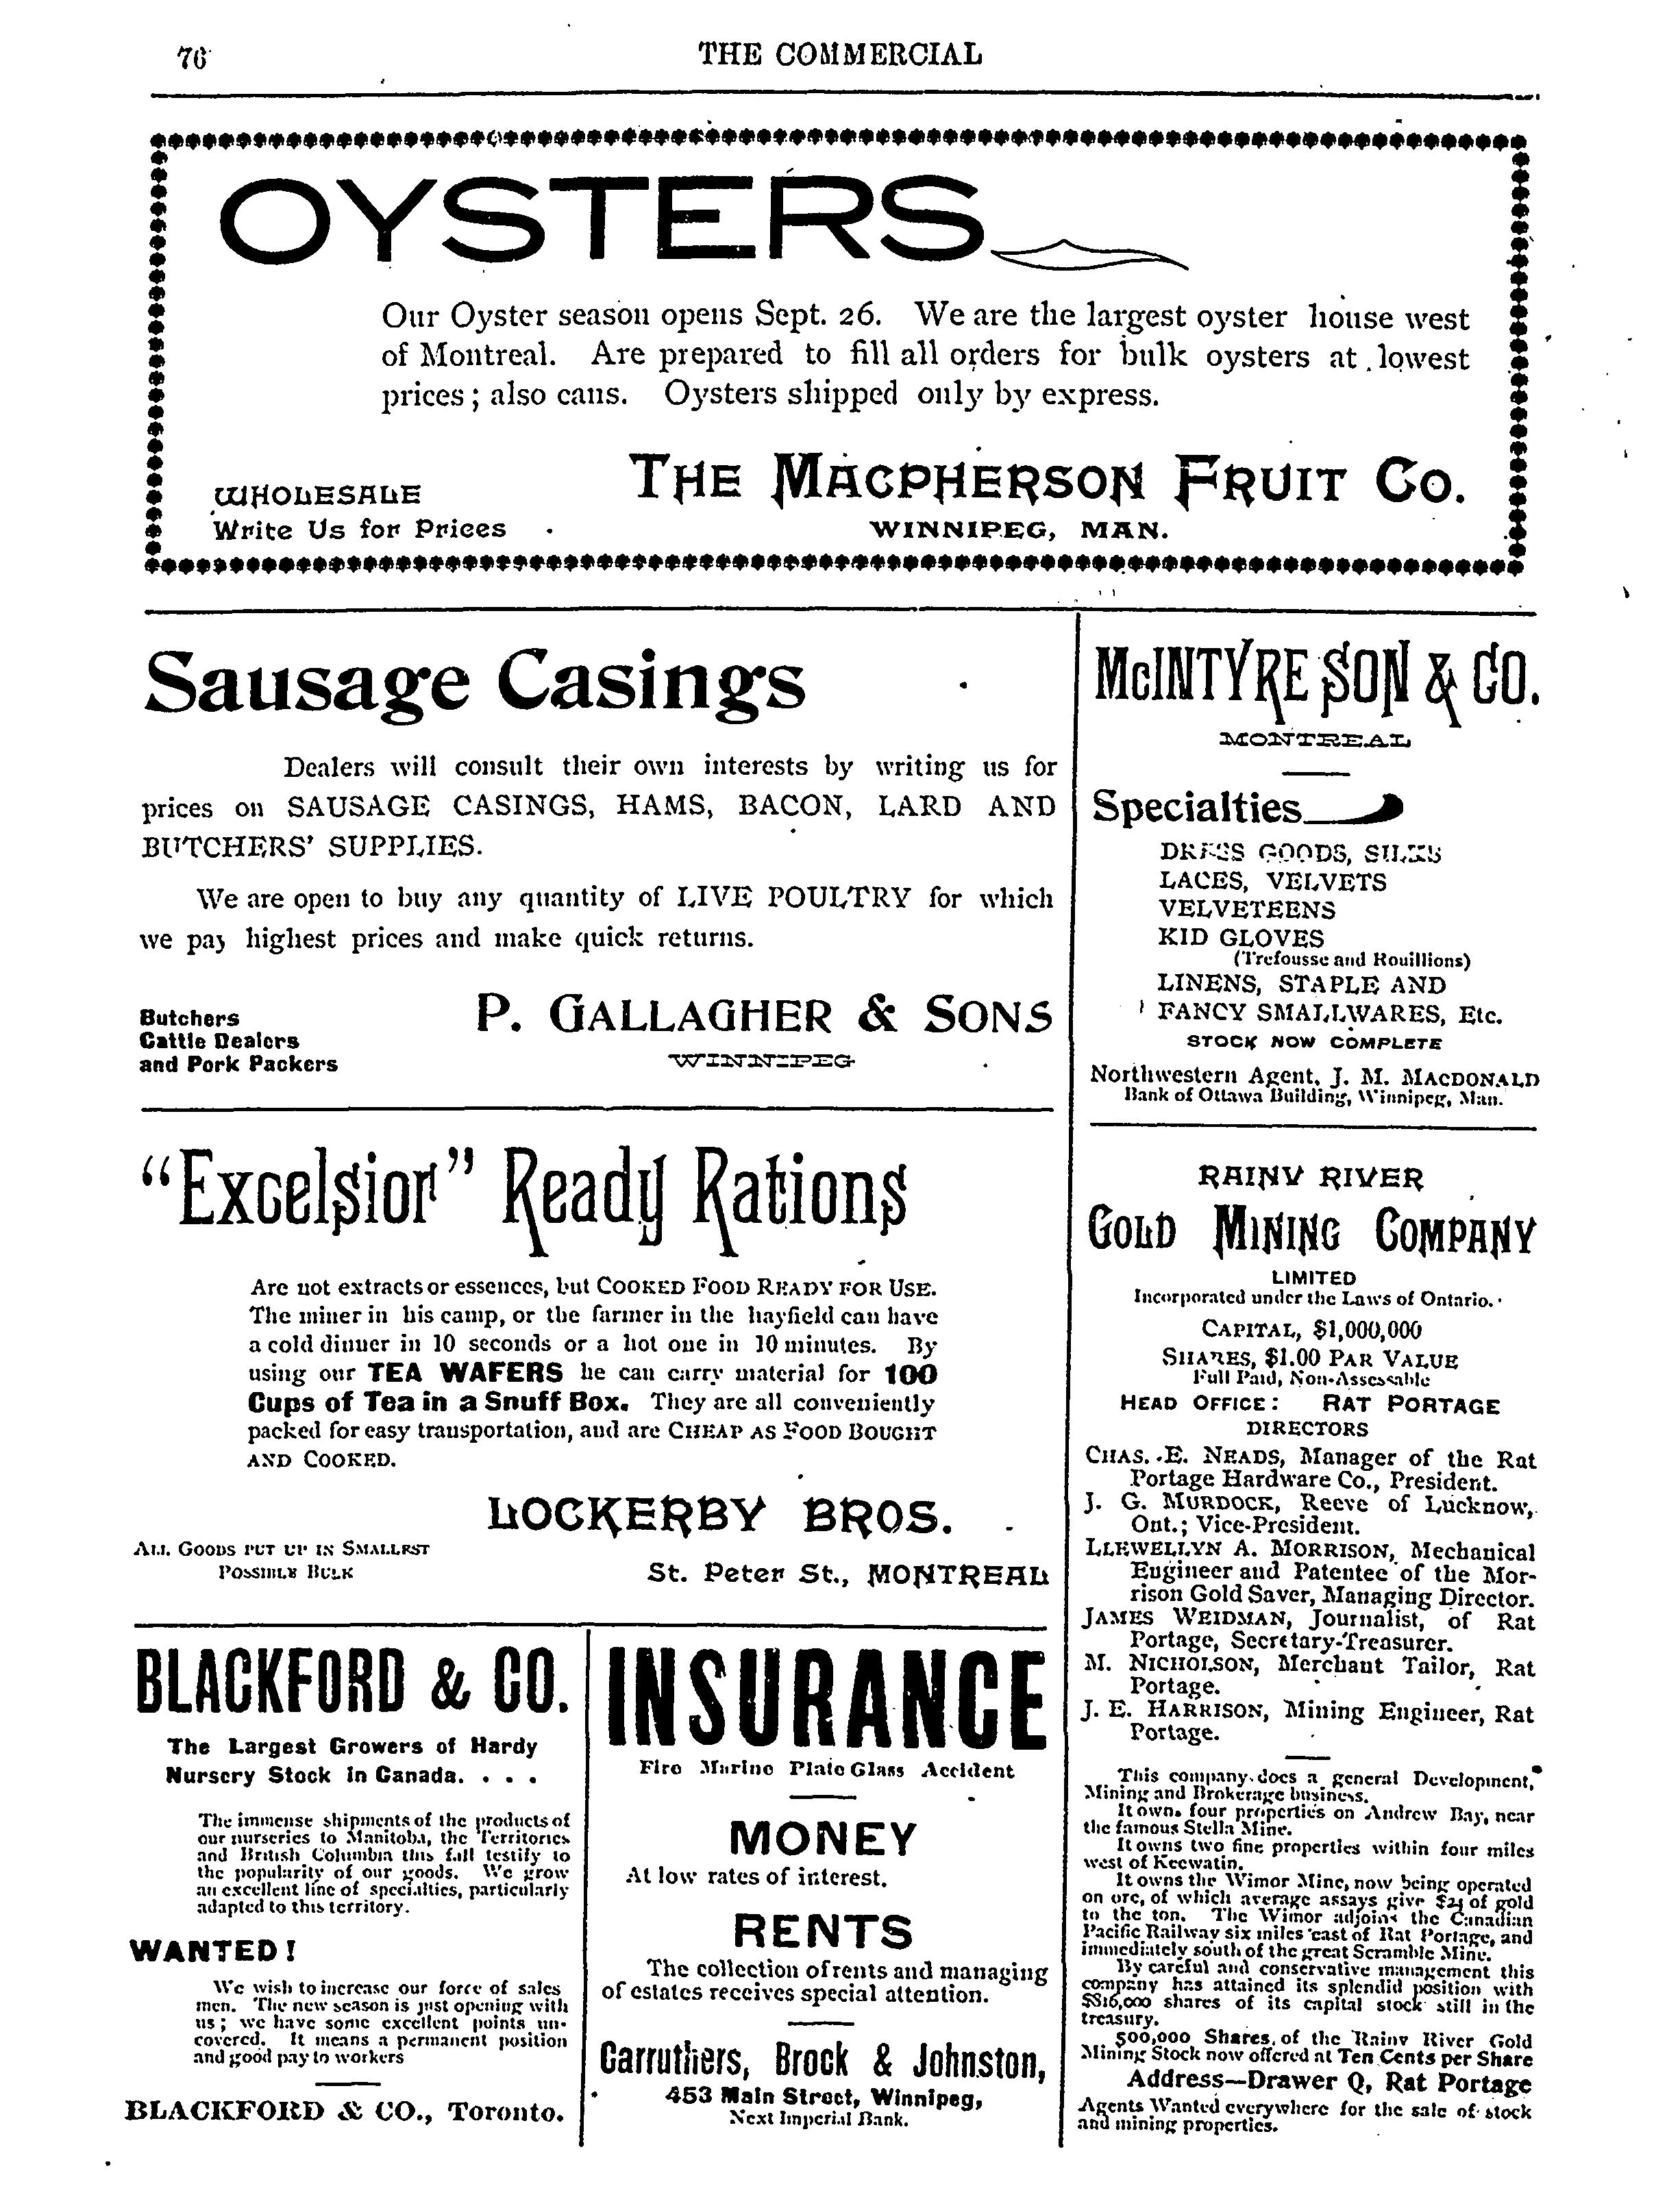 76
THE COMMERCIAL
OYSTERS
Our Oyster season opens Sept. 26. We are the largest oyster house west
of Montreal. Are prepared to fill all orders for bulk oysters at lowest
prices; also cans. Oysters shipped only by express.
WHOLESALE
Write Us for Prices
THE MACPHERSON FRUIT CO.
WINNIPEG, MAN.
Sausage Casings
Dealers will consult their own interests by writing us for
prices on SAUSAGE CASINGS, HAMS, BACON, LARD AND
BUTCHERS' SUPPLIES.
We are open to buy any quantity of LIVE POULTRY for which
we pay highest prices and make quick returns.
Butchers
Cattle Dealers
and Pork Packers
P. GALLAGHER & SONS
WINNIPEG
"Excelsior" Ready Rations
Are not extracts or essences, but COOKED FOOD READY FOR USE.
The miner in his camp, or the farmer in the hayfield can have
a cold dinner in 10 seconds or a hot one in 10 minutes. By
using our TEA WAFERS he can carry material for 100
Cups of Tea in a Snuff Box. They are all conveniently
packed for easy transportation, and are CHEAP AS FOOD BOUGHT
AND COOKED.
LOCKERBY BROS.
ALL GOODS PUT UP IN SMALLEST
POSSIBLE BULK
St. Peter St., MONTREAL
BLACKFORD & CO.
The Largest Growers of Hardy
Nursery Stock in Canada. . . .
The immense shipments of the products of
our nurseries to Manitoba, the Territories
and British Columbia this fall testify to
the popularity of our goods. We grow
an excellent line of specialties, particularly
adapted to this territory.
WANTED!
We wish to increase our force of sales
men. The new season is just opening with
us; we have some excellent points un-
covered. It means a permanent position
and good pay to workers
BLACKFORD & CO., Toronto.
INSURANCE
Fire Marine Plate Glass Accident
MONEY
At low rates of interest.
RENTS
The collection of rents and managing
of estates receives special attention.
Carruthers, Brock & Johnston,
453 Main Street, Winnipeg,
Next Imperial Bank.
McINTYRE SON & CO.
MONTREAL
Specialties
DRESS GOODS, SILKS
LACES, VELVETS
VELVETEENS
KID GLOVES
(Trefousse and Rouillions)
LINENS, STAPLE AND
FANCY SMALLWARES, Etc.
STOCK NOW COMPLETE
Northwestern Agent, J. M. MACDONALD
Bank of Ottawa Building, Winnipeg, Man.
RAINY RIVER
GOLD MINING COMPANY
LIMITED
Incorporated under the Laws of Ontario.
CAPITAL, $1,000,000
SHARES, $1.00 PAR VALUE
Full Paid, Non-Assessable
HEAD OFFICE: RAT PORTAGE
DIRECTORS
CHAS. E. NEADS, Manager of the Rat
Portage Hardware Co., President.
J. G. MURDOCK, Reeve of Lucknow,
Ont.; Vice-President.
LLEWELLYN A. MORRISON, Mechanical
Engineer and Patentee of the Mor-
rison Gold Saver, Managing Director.
JAMES WEIDMAN, Journalist, of Rat
Portage, Secretary-Treasurer.
M. NICHOLSON, Merchant Tailor, Rat
Portage.
J. E. HARRISON, Mining Engineer, Rat
Portage.
This company does a general Development,
Mining and Brokerage business.
It owns four properties on Andrew Bay, near
the famous Stella Mine.
It owns two fine properties within four miles
west of Keewatin.
It owns the Wimor Mine, now being operated
on ore, of which average assays give $24 of gold
to the ton. The Wimor adjoins the Canadian
Pacific Railway six miles east of Rat Portage, and
immediately south of the great Scramble Mine.
By careful and conservative management this
company has attained its splendid position with
$816,000 shares of its capital stock still in the
treasury.
500,000 Shares of the Rainy River Gold
Mining Stock now offered at Ten Cents per Share
Address—Drawer Q, Rat Portage
Agents Wanted everywhere for the sale of stock
and mining properties.